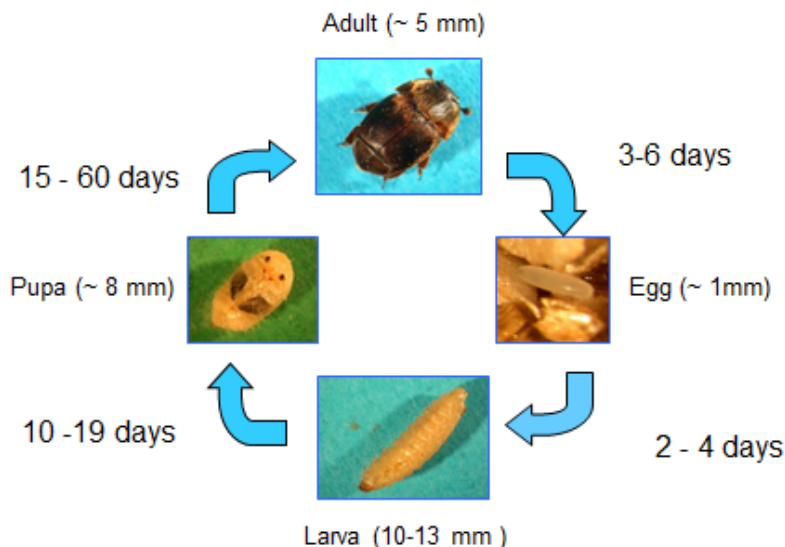 Adult (~ 5 mm)
15 - 60 days
3-6 days
Pupa (~ 8 mm)
Egg (~ 1mm)
10 -19 days
2 - 4 days
Larva (10-13 mm )